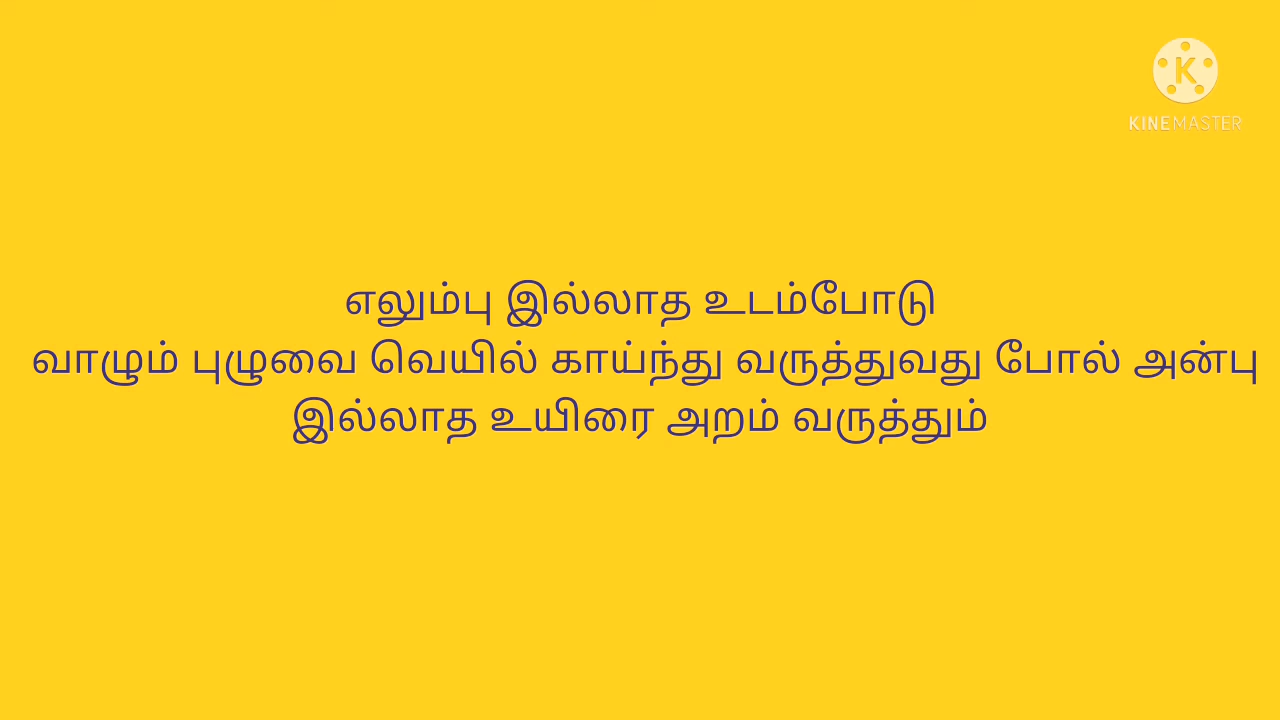 KINEMASTER
எலும்பு இல்லாத உடம்போடு
வாழும் புழுவை வெயில் காய்ந்து வருத்துவது போல் அன்பு
இல்லாத உயிரை அறம் வருத்தும்